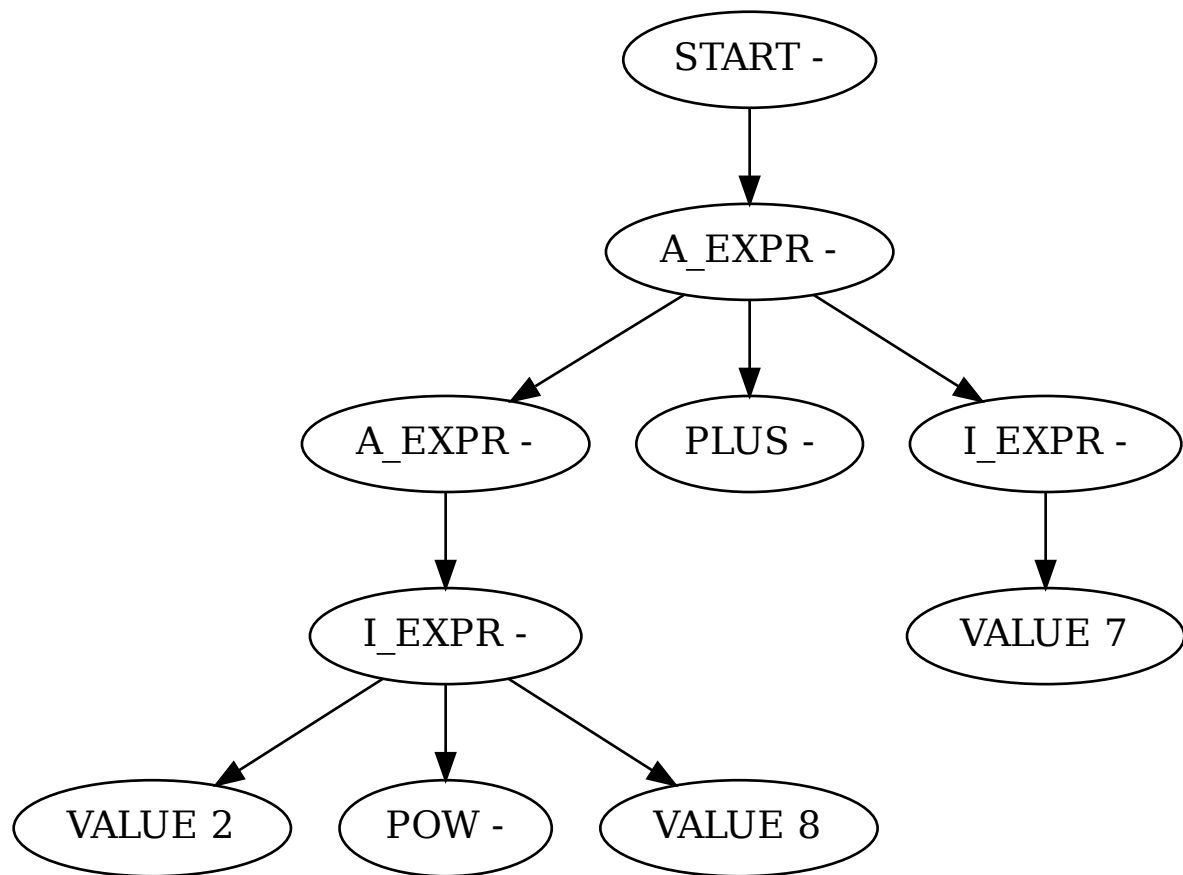 START -
A_EXPR -
A_EXPR -
PLUS -
I_EXPR -
I_EXPR -
VALUE 7
VALUE 2
POW -
VALUE 8